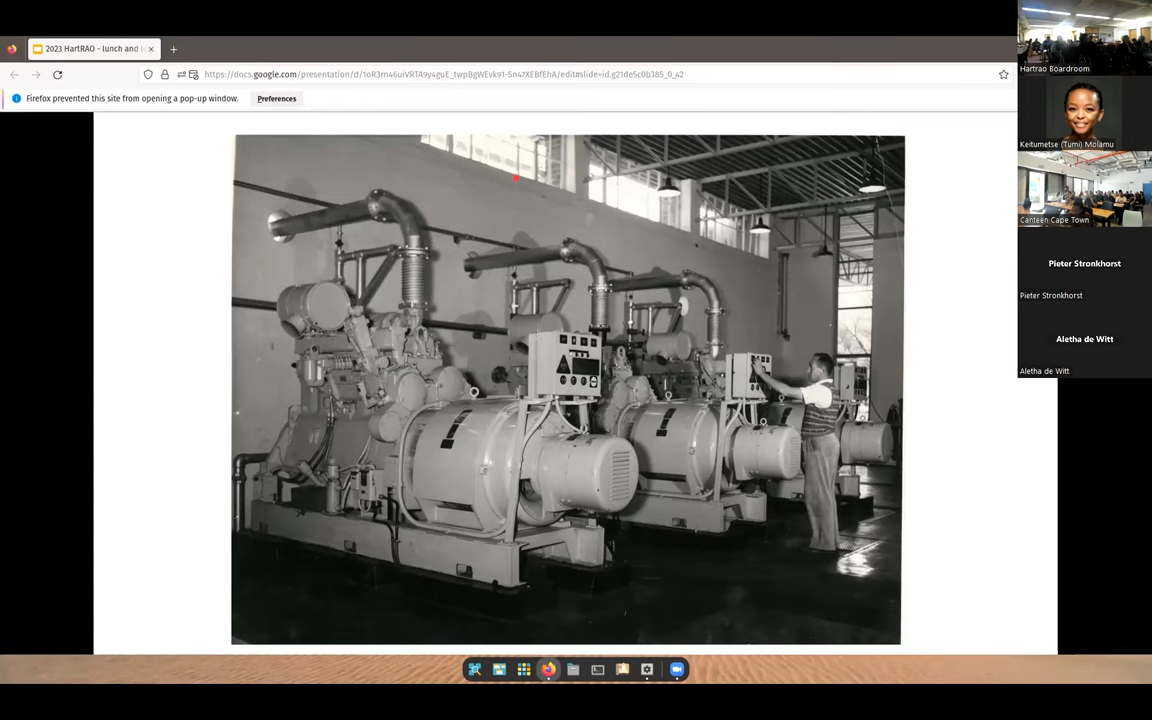 2023 HartRAO - lunch and le
https://docs.google.com/presentation/d/1oR3rn46uiVRTA9y4guE_twpBgWEvk91-Sn47XEBfEhA/edit#slide=id.g21de5c0b385_0_42
Firefox prevented this site from opening a pop-up window.
Preferences
Hartrao Boardroom
Keitumetse (Tumi) Molamu
Canteen Cape Town
Pieter Stronkhorst
Pieter Stronkhorst
Aletha de Witt
Aletha de Witt